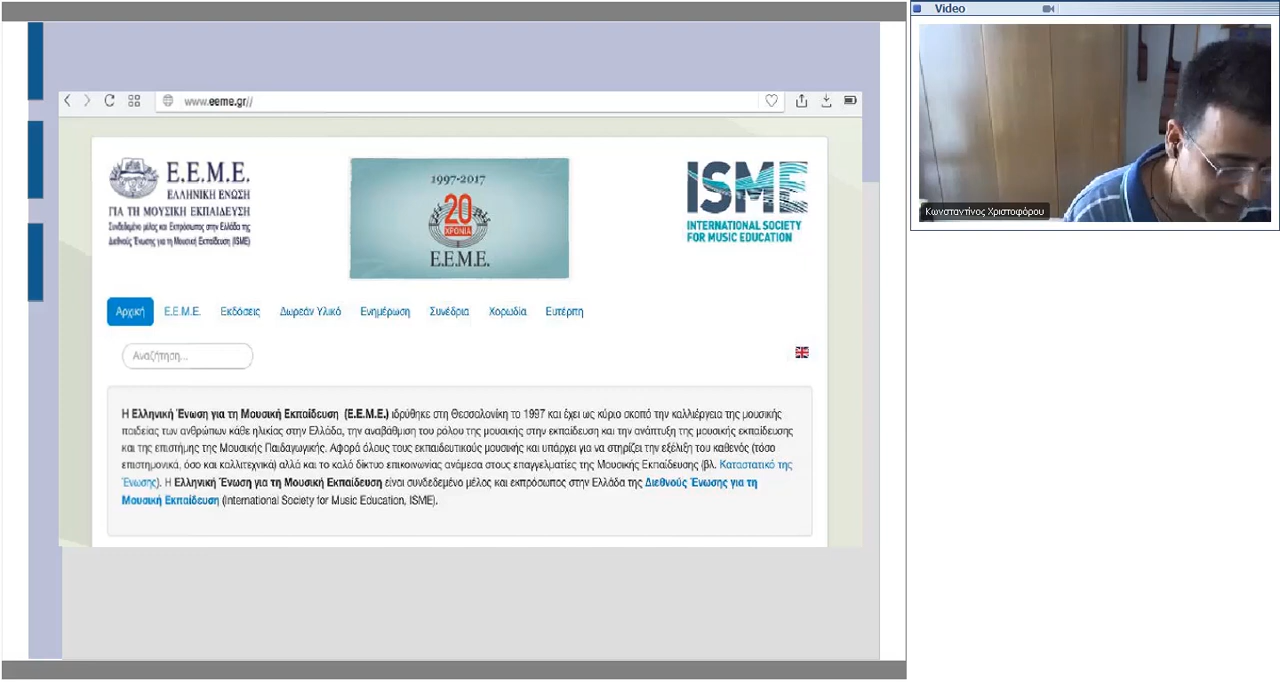 Video
www.eeme.gr//
Ε.Ε.Μ.Ε.
ΕΛΛΗΝΙΚΗ ΕΝΩΣΗ
ΓΙΑ ΤΗ ΜΟΥΣΙΚΗ ΕΚΠΑΙΔΕΥΣΗ
Συνδεδεμένο μέλος και Εκπρόσωπος στην Ελλάδα της
Διεθνούς Ένωσης για τη Μουσική Εκπαίδευση (ISME)
1997-2017
20
ΧΡΟΝΙΑ
Ε.Ε.Μ.Ε.
ISME
INTERNATIONAL SOCIETY
FOR MUSIC EDUCATION
Κωνσταντίνος Χριστοφόρου
Αρχική Ε.Ε.Μ.Ε. Εκδόσεις Δωρεάν Υλικό Ενημέρωση Συνέδρια Χορωδία Ευτέρπη
Αναζήτηση...
Η Ελληνική Ένωση για τη Μουσική Εκπαίδευση (Ε.Ε.Μ.Ε.) ιδρύθηκε στη Θεσσαλονίκη το 1997 και έχει ως κύριο σκοπό την καλλιέργεια της μουσικής
παιδείας των ανθρώπων κάθε ηλικίας στην Ελλάδα, την αναβάθμιση του ρόλου της μουσικής στην εκπαίδευση και την ανάπτυξη της μουσικής εκπαίδευσης
και της επιστήμης της Μουσικής Παιδαγωγικής. Αφορά όλους τους εκπαιδευτικούς μουσικής και υπάρχει για να στηρίζει την εξέλιξη του καθενός (τόσο
επιστημονικά, όσο και καλλιτεχνικά) αλλά και το καλό δίκτυο επικοινωνίας ανάμεσα στους επαγγελματίες της Μουσικής Εκπαίδευσης (βλ. Καταστατικό της
Ένωσης). Η Ελληνική Ένωση για τη Μουσική Εκπαίδευση είναι συνδεδεμένο μέλος και εκπρόσωπος στην Ελλάδα της Διεθνούς Ένωσης για τη
Μουσική Εκπαίδευση (International Society for Music Education, ISME).